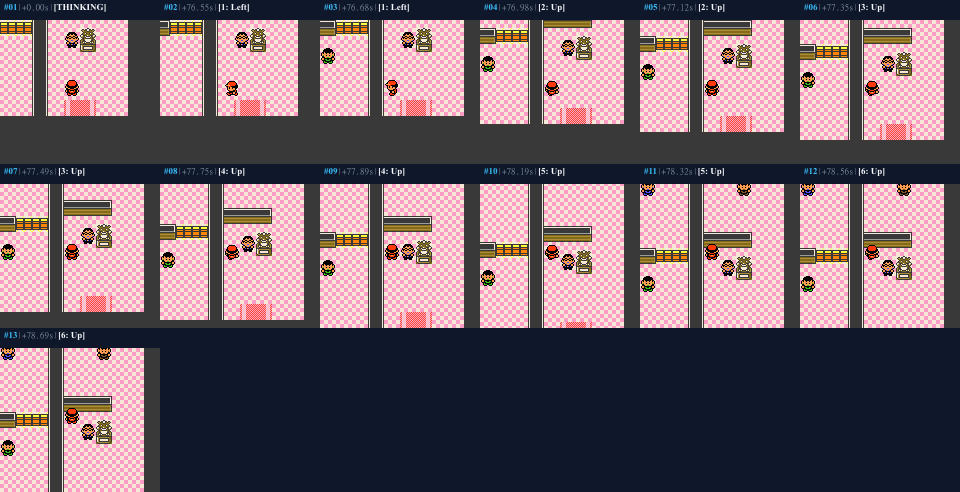 #01|+0.00s|[THINKING]
#02|+76.55s|[1: Left]
#03|+76.68s|[1: Left]
#04|+76.98s|[2: Up]
#05|+77.12s|[2: Up]
#06|+77.35s|[3: Up]
#07|+77.49s|[3: Up]
#08|+77.75s|[4: Up]
#09|+77.89s|[4: Up]
#10|+78.19s|[5: Up]
#11|+78.32s|[5: Up]
#12|+78.56s|[6: Up]
#13|+78.69s|[6: Up]